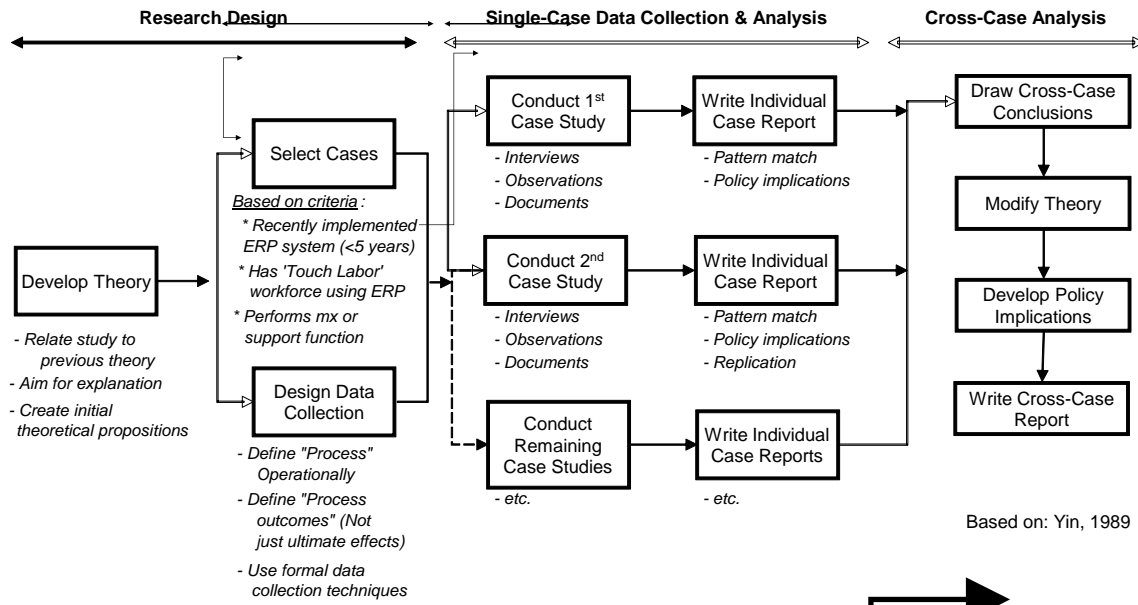 Research Design
Single-Case Data Collection & Analysis
Cross-Case Analysis
Develop Theory
- Relate study to
previous theory
- Aim for explanation
- Create initial
theoretical propositions
Select Cases
Based on criteria :
* Recently implemented
ERP system (<5 years)
* Has 'Touch Labor'
workforce using ERP
* Performs mx or
support function
Design Data
Collection
- Define "Process"
Operationally
- Define "Process
outcomes" (Not
just ultimate effects)
- Use formal data
collection techniques
Conduct 1st
Case Study
- Interviews
- Observations
- Documents
Write Individual
Case Report
- Pattern match
- Policy implications
Conduct 2nd
Case Study
- Interviews
- Observations
- Documents
Write Individual
Case Report
- Pattern match
- Policy implications
- Replication
Conduct
Remaining
Case Studies
- etc.
Write Individual
Case Reports
- etc.
Draw Cross-Case
Conclusions
Modify Theory
Develop Policy
Implications
Write Cross-Case
Report
Based on: Yin, 1989